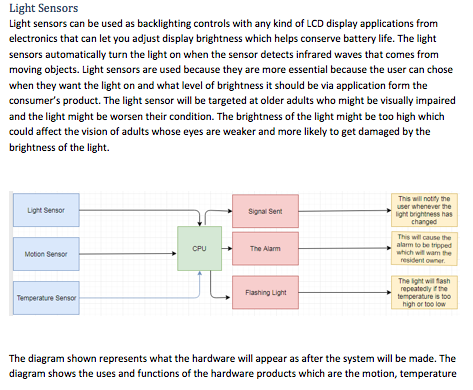 Light Sensors
Light sensors can be used as backlighting controls with any kind of LCD display applications from
electronics that can let you adjust display brightness which helps conserve battery life. The light
sensors automatically turn the light on when the sensor detects infrared waves that comes from
moving objects. Light sensors are used because they are more essential because the user can chose
when they want the light on and what level of brightness it should be via application form the
consumer's product. The light sensor will be targeted at older adults who might be visually impaired
and the light might be worsen their condition. The brightness of the light might be too high which
could affect the vision of adults whose eyes are weaker and more likely to get damaged by the
brightness of the light.
Light Sensor
Signal Sent
This will notify the
user whenever the
light brightness has
changed
Motion Sensor
CPU
The Alarm
This will cause the
alarm to be tripped
which will warn the
resident owner.
Temperature Sensor
Flashing Light
The light will flash
repeatedly if the
temperature is too
high or too low
The diagram shown represents what the hardware will appear as after the system will be made. The
diagram shows the uses and functions of the hardware products which are the motion, temperature